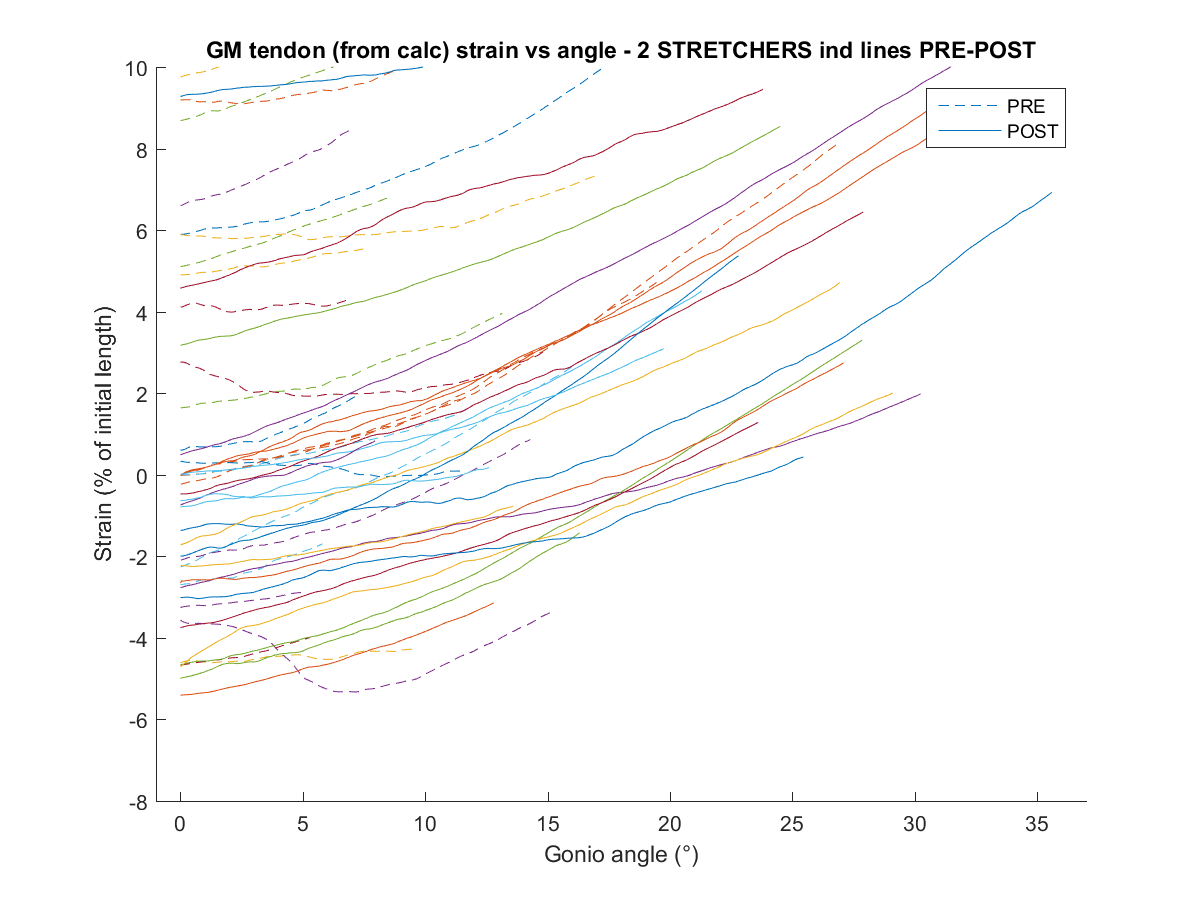 GM tendon (from calc) strain vs angle - 2 STRETCHERS ind lines PRE-POST
10
8
6
4
2
0
-2
-4
-6
-8
Strain (% of initial length)
PRE
POST
0 5 10 15 20 25 30 35
Gonio angle (°)